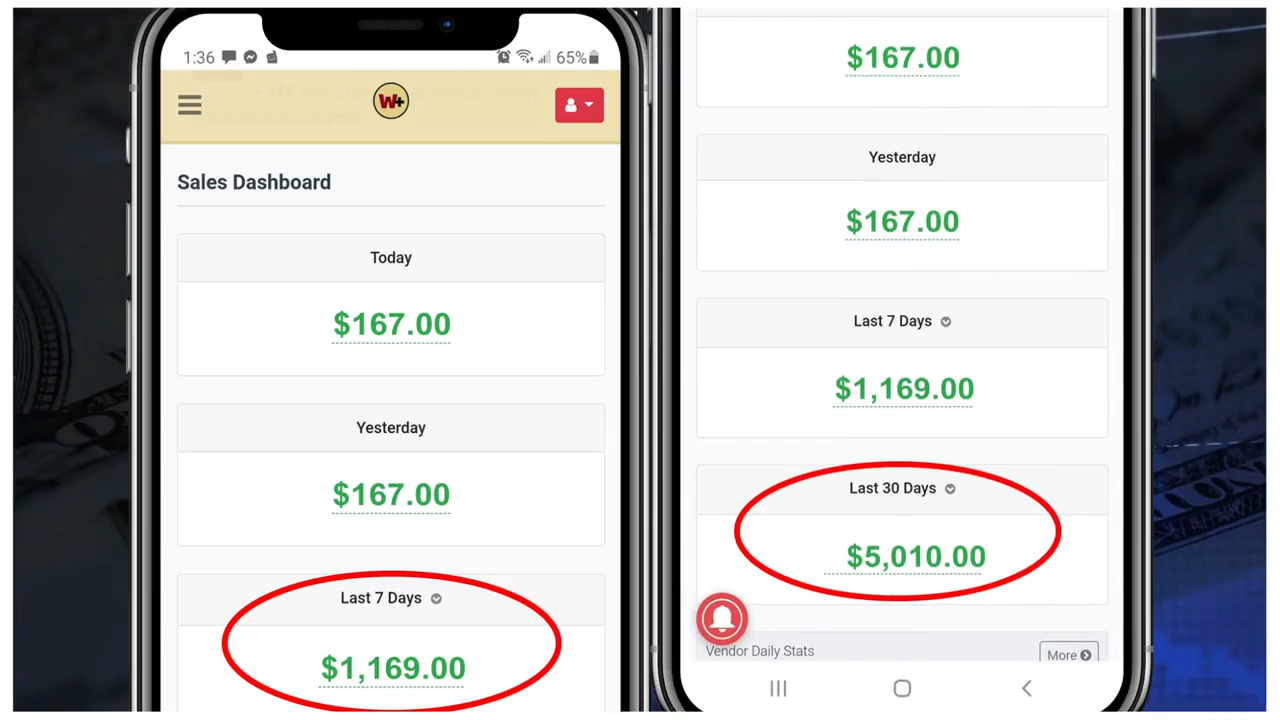 1:36
65%
W+
Sales Dashboard
Today
$167.00
Yesterday
$167.00
Last 7 Days
$1,169.00
$167.00
Yesterday
$167.00
Last 7 Days
$1,169.00
Last 30 Days
$5,010.00
Vendor Daily Stats
More